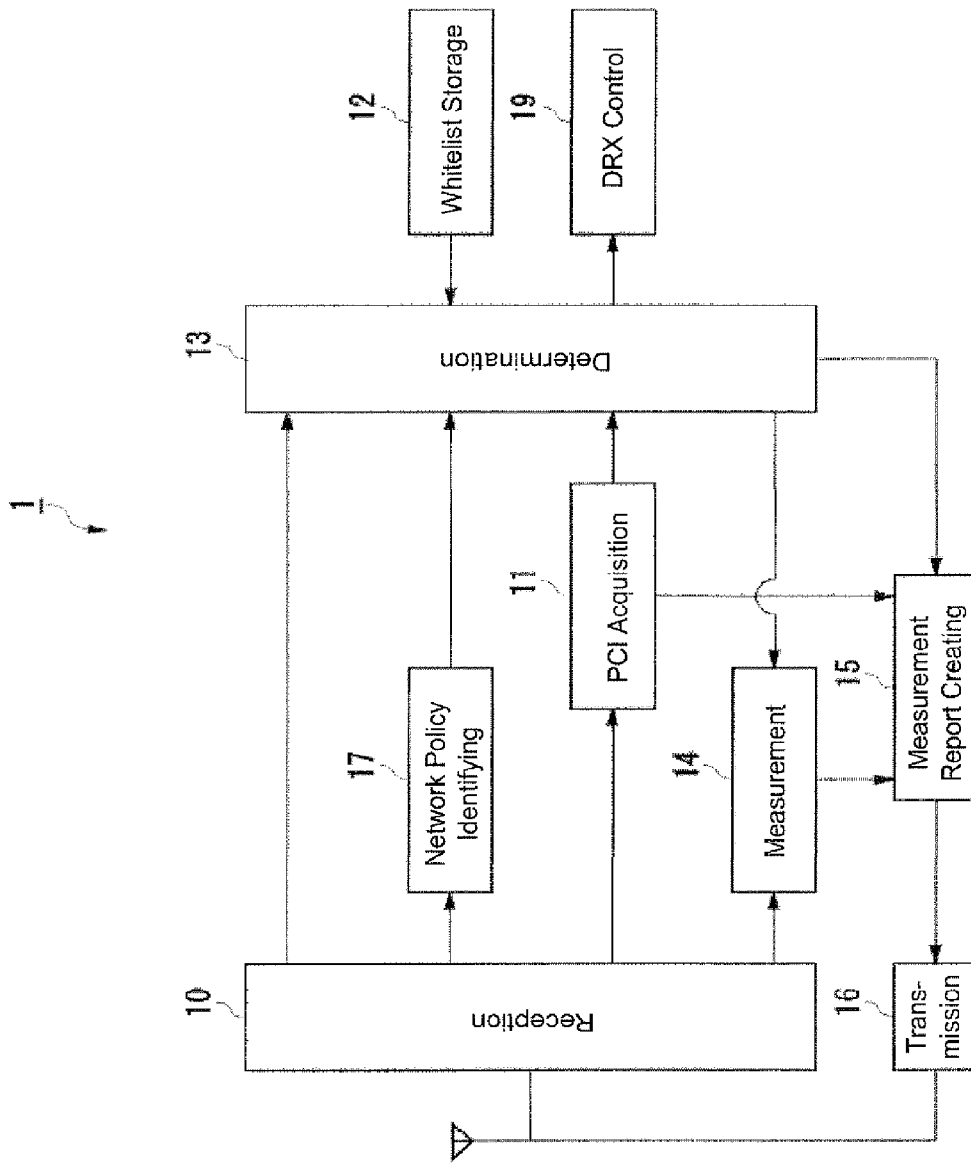 1
10
Reception
17
Network Policy
Identifying
11
PCI Acquisition
14
Measurement
13
Determination
12
Whitelist Storage
19
DRX Control
15
Measurement
Report Creating
16
Trans-
mission